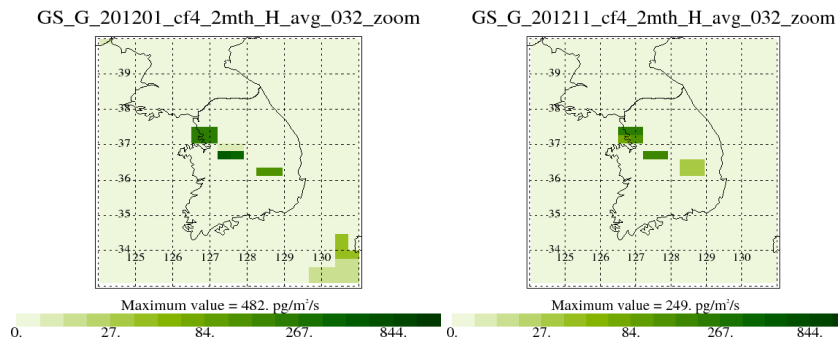 GS_G_201201_cf4_2mth_H_avg_032_zoom
39
38
37
36
35
34
125 126 127 128 129 130
Maximum value = 482. pg/m²/s
0. 27. 84. 267. 844.
GS_G_201211_cf4_2mth_H_avg_032_zoom
39
38
37
36
35
34
125 126 127 128 129 130
Maximum value = 249. pg/m²/s
0. 27. 84. 267. 844.